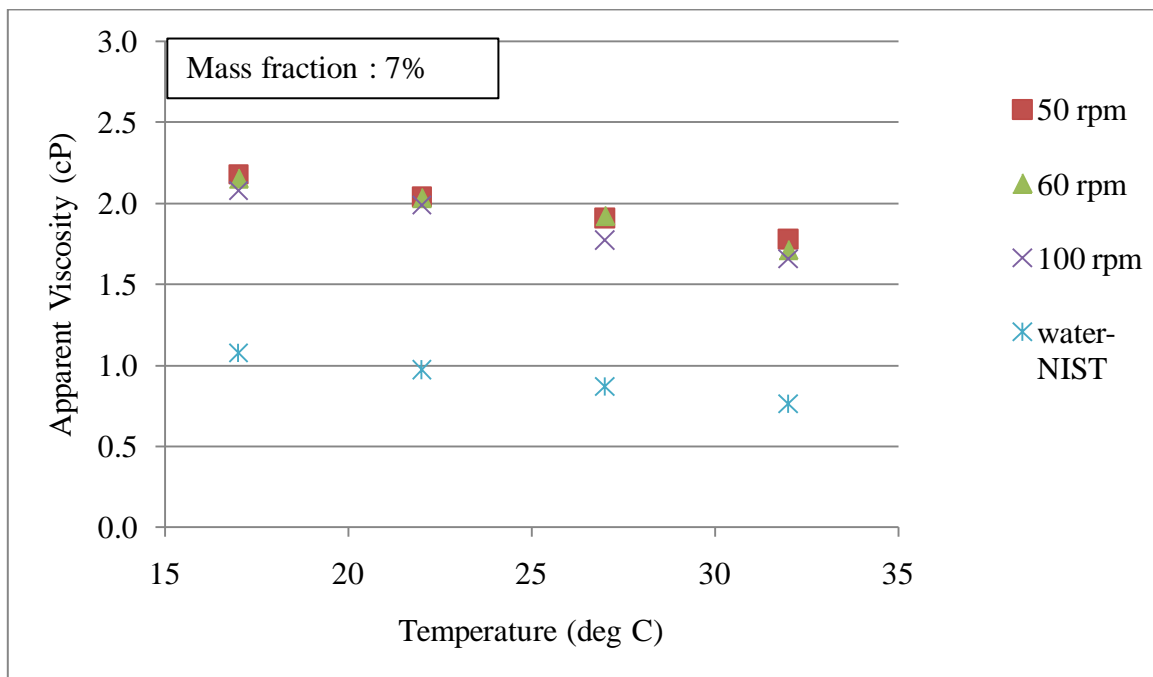 Mass fraction : 7%
3.0
2.5
2.0
1.5
1.0
0.5
0.0
15
20
25
30
35
Apparent Viscosity (cP)
Temperature (deg C)
50 rpm
60 rpm
100 rpm
water-
NIST